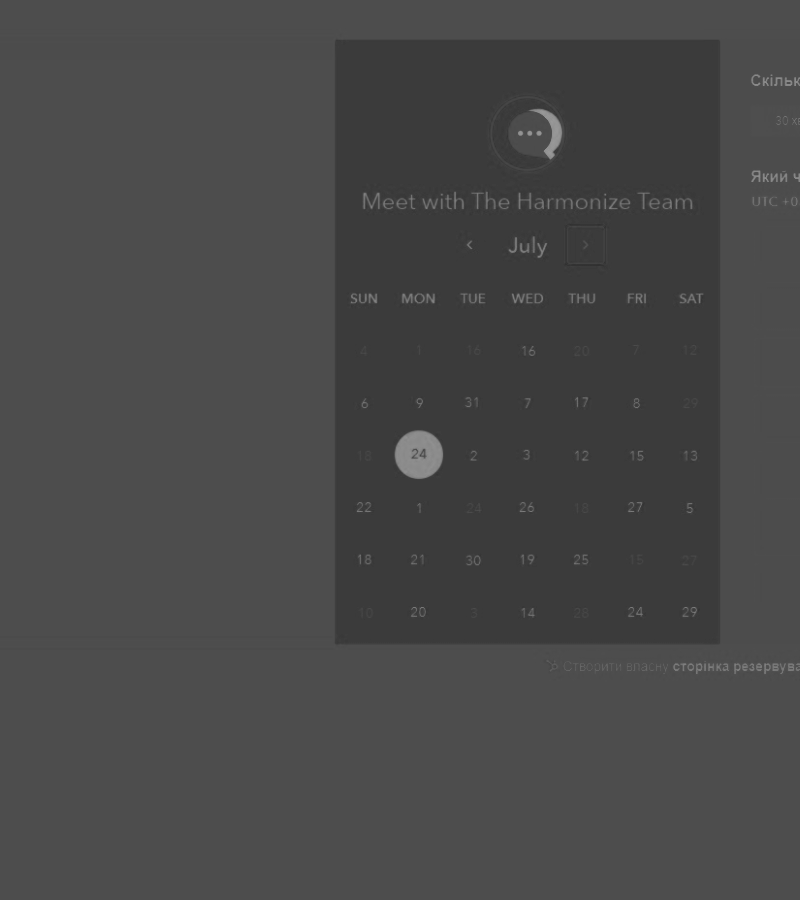 Скільк
30 хв
Meet with The Harmonize Team
Який ч
UTC +0
July
SUN MON TUE WED THU FRI SAT
4 1 16 16 20 7 12
6 9 31 7 17 8 29
18 24 2 3 12 15 13
22 1 24 26 18 27 5
18 21 30 19 25 15 27
10 20 3 14 28 24 29
Створити власну сторінка резервува